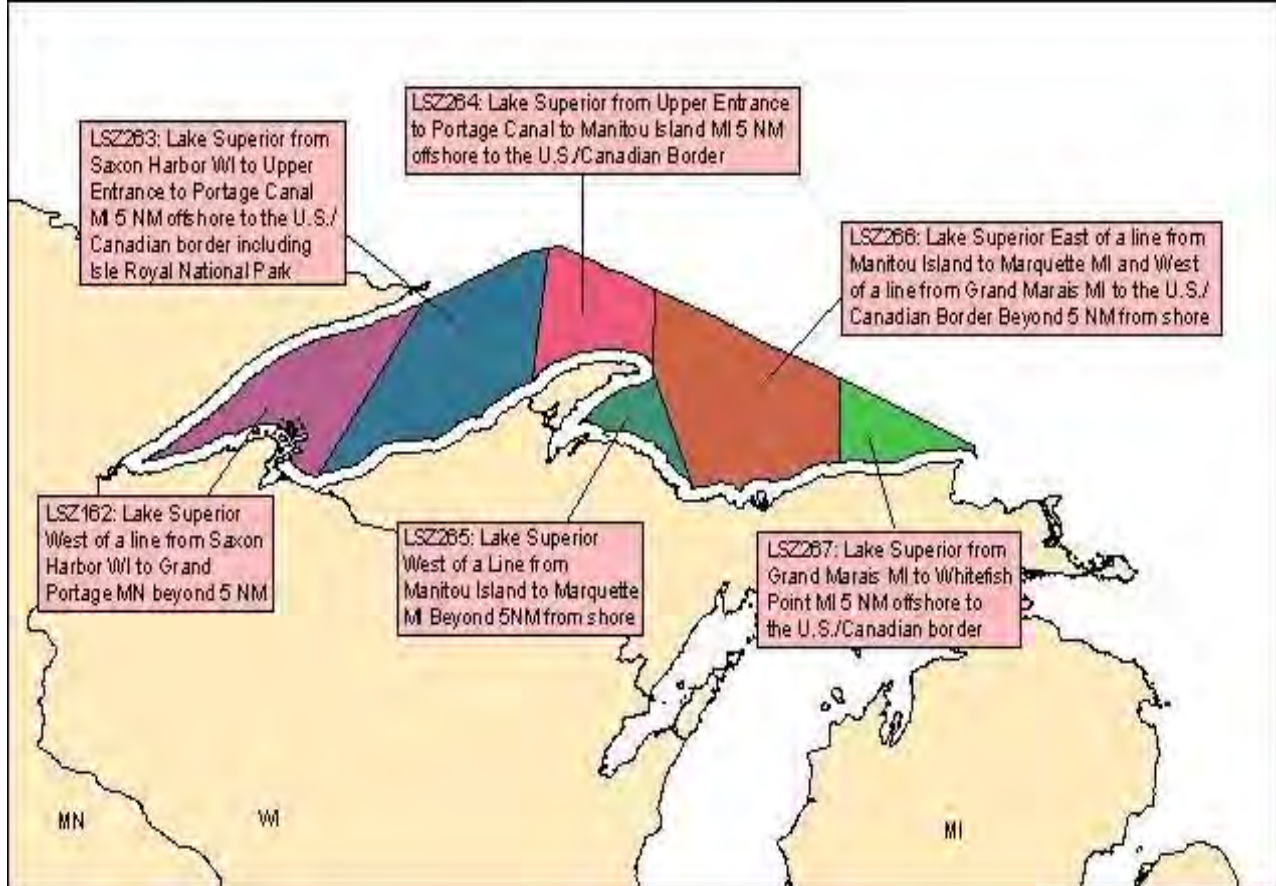 LSZ264: Lake Superior from Upper Entrance
to Portage Canal to Manitou Island MI 5 NM
offshore to the U.S./Canadian Border
LSZ263: Lake Superior from
Saxon Harbor WI to Upper
Entrance to Portage Canal
MI 5 NM offshore to the U.S./
Canadian border including
Isle Royal National Park
LSZ266: Lake Superior East of a line from
Manitou Island to Marquette MI and West
of a line from Grand Marais MI to the U.S./
Canadian Border Beyond 5 NM from shore
LSZ162: Lake Superior
West of a line from Saxon
Harbor WI to Grand
Portage MN beyond 5 NM
LSZ265: Lake Superior
West of a Line from
Manitou Island to Marquette
MI Beyond 5NM from shore
LSZ267: Lake Superior from
Grand Marais MI to Whitefish
Point MI 5 NM offshore to
the U.S./Canadian border
MN
WI
MI